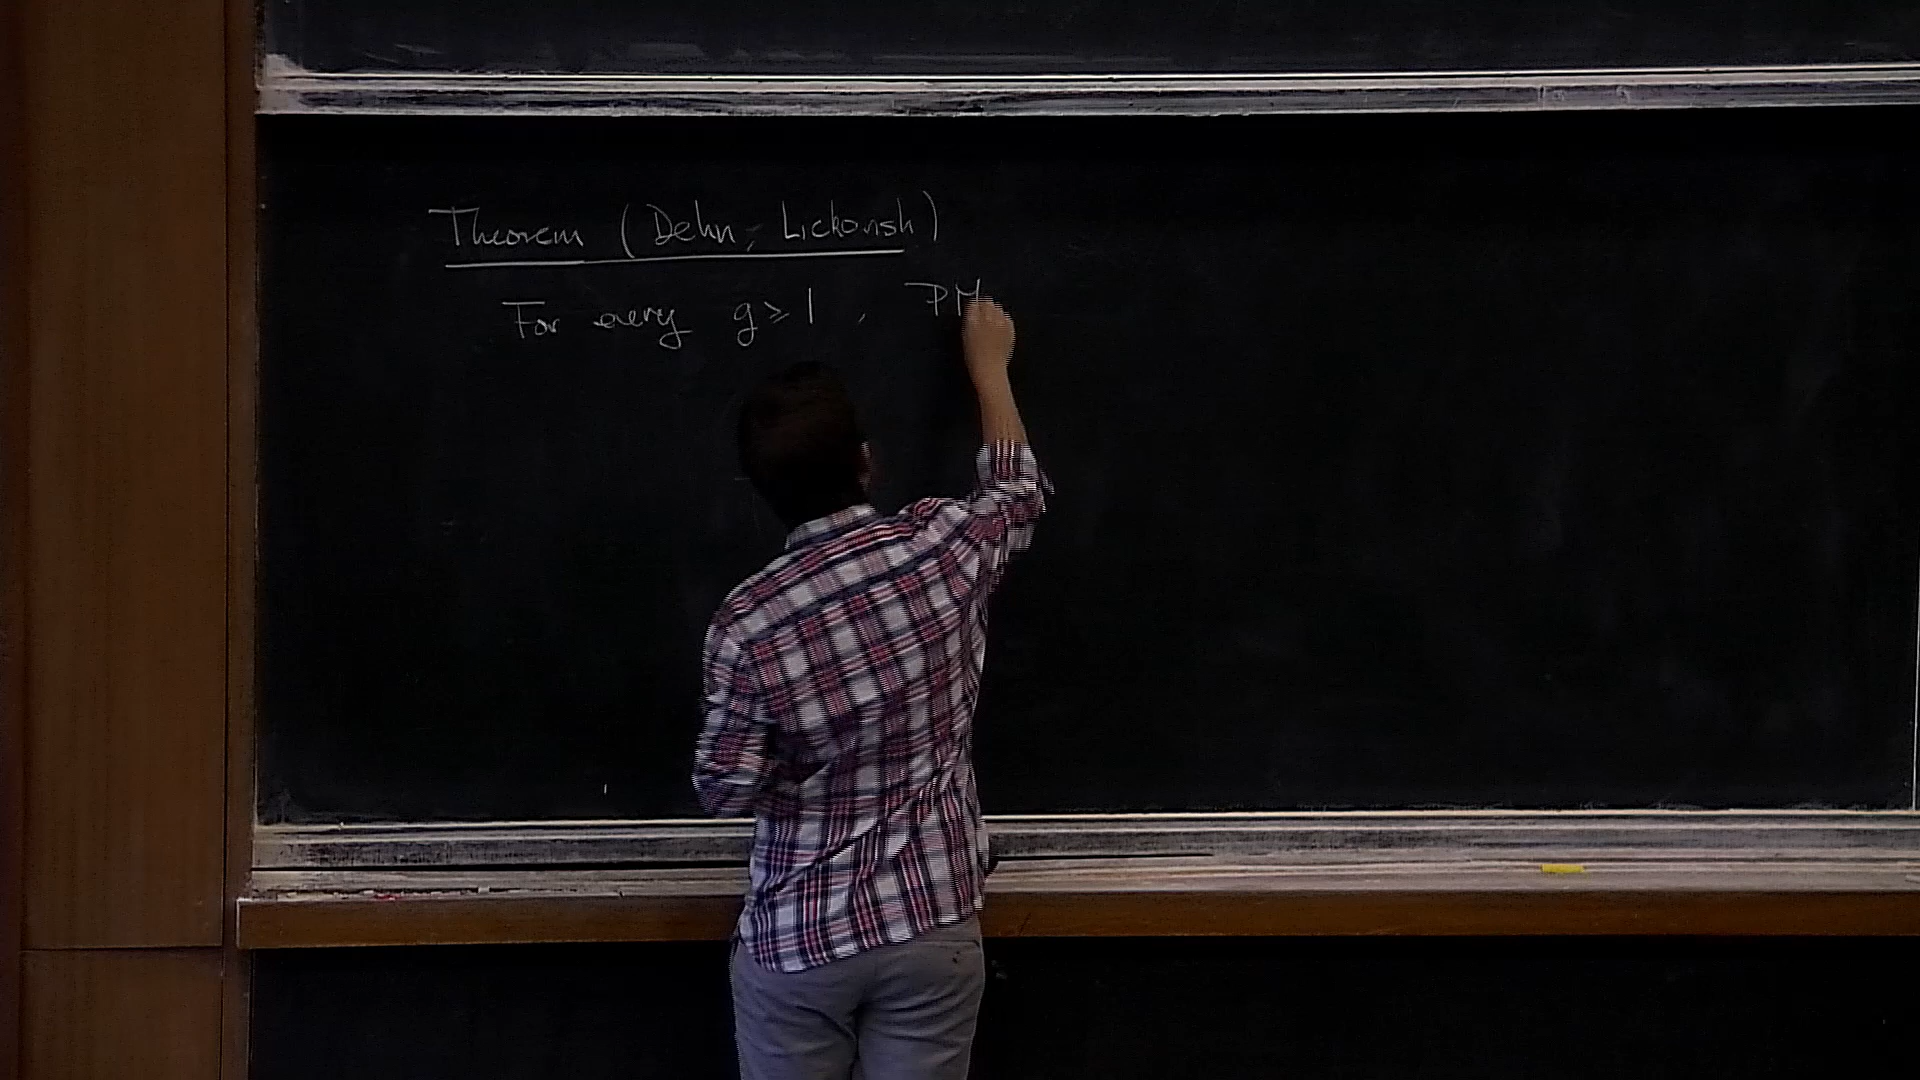 Theorem (Dehn, Lickorish)
For every g ≥ 1, PM